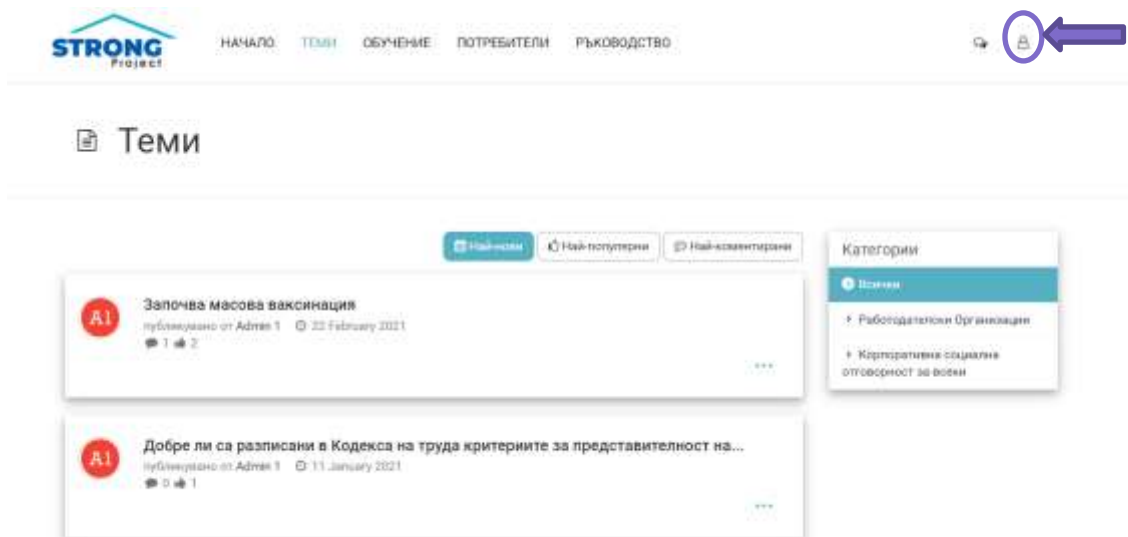 STRONG
Project
НАЧАЛО ТЕМИ ОБУЧЕНИЕ ПОТРЕБИТЕЛИ РЪКОВОДСТВО
Теми
Най-нови Най-популярни Най-коментирани
Категории
Всички
Работодателски Организации
Корпоративна социална
отговорност за всеки
A1
Започва масова ваксинация
публикувано от Admin 1 22 February 2021
1 2
A1
Добре ли са разписани в Кодекса на труда критериите за представителност на...
публикувано от Admin 1 11 January 2021
0 1